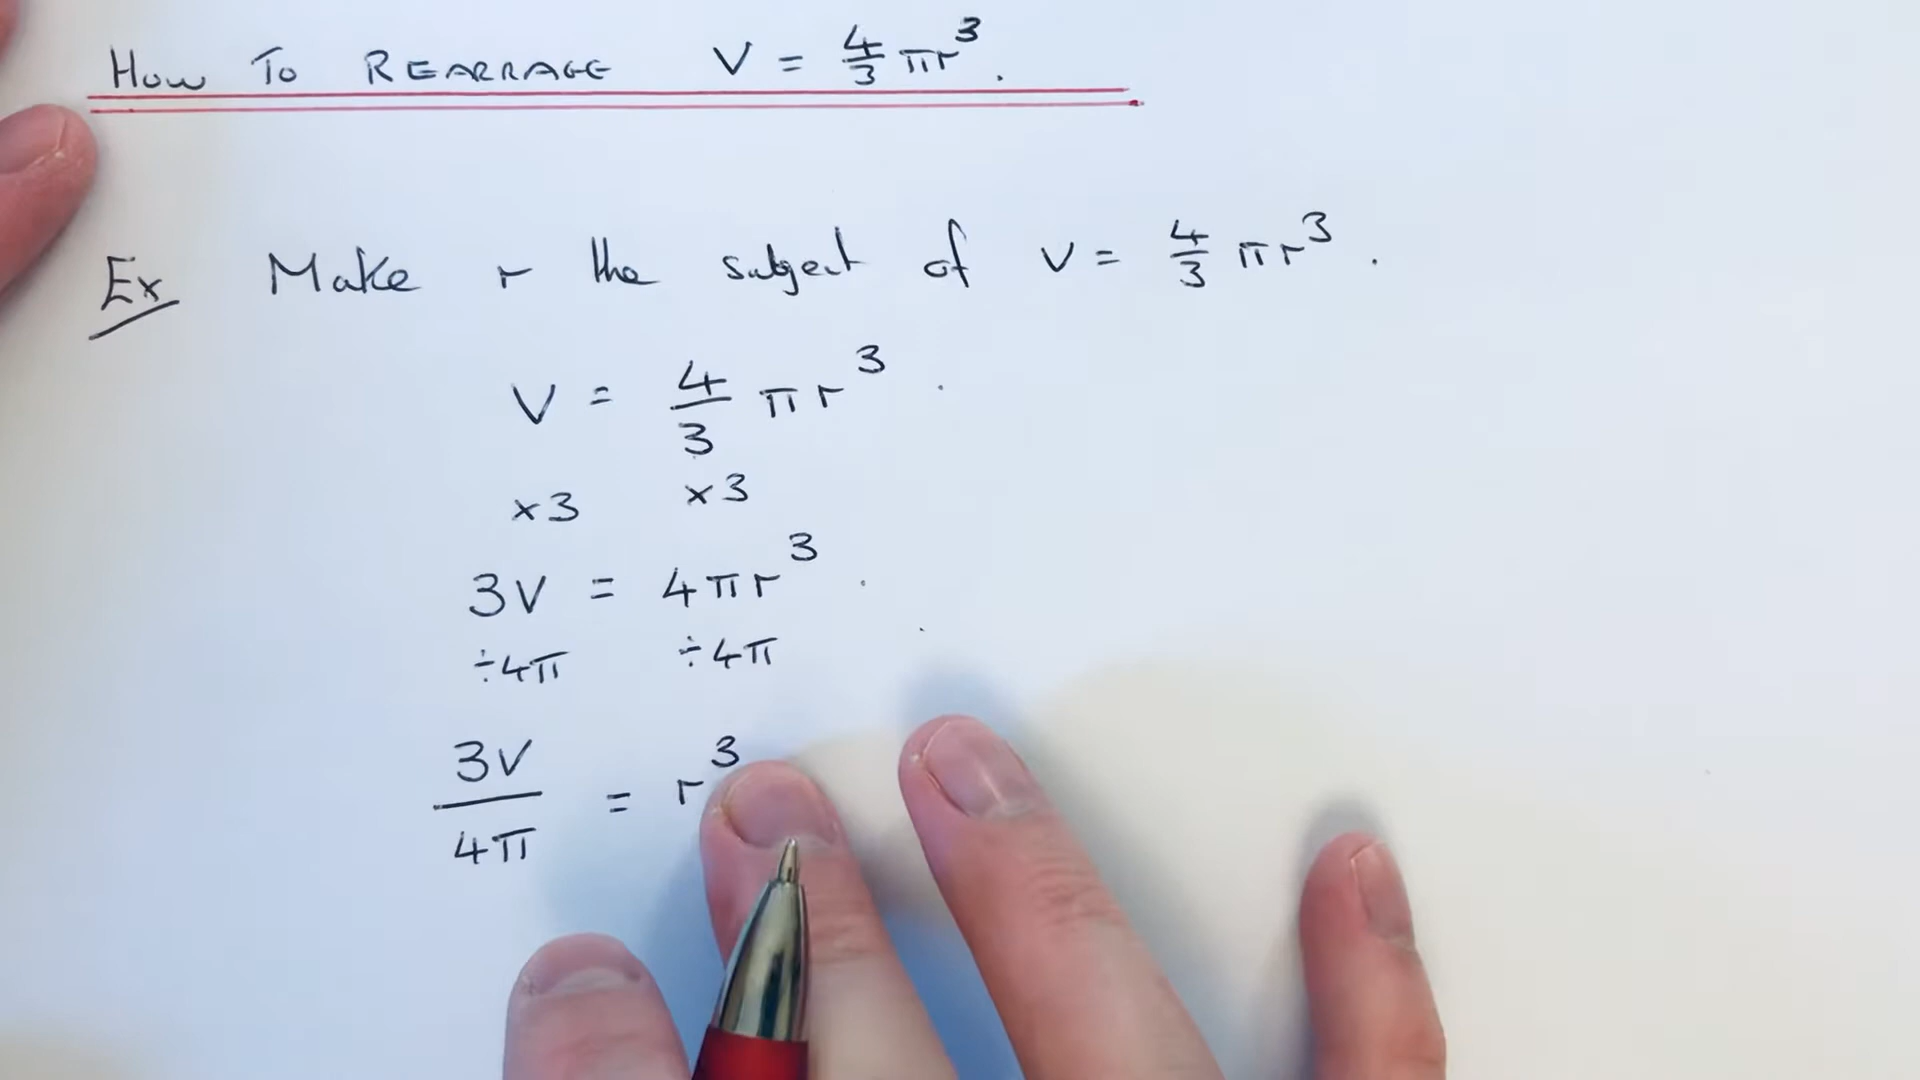 HOW TO REARRAGE V = 4/3 πr³.
Ex Make r the subject of V = 4/3 πr³.
V = 4/3 πr³
×3 ×3
3V = 4πr³
÷4π ÷4π
3V/4π = r³